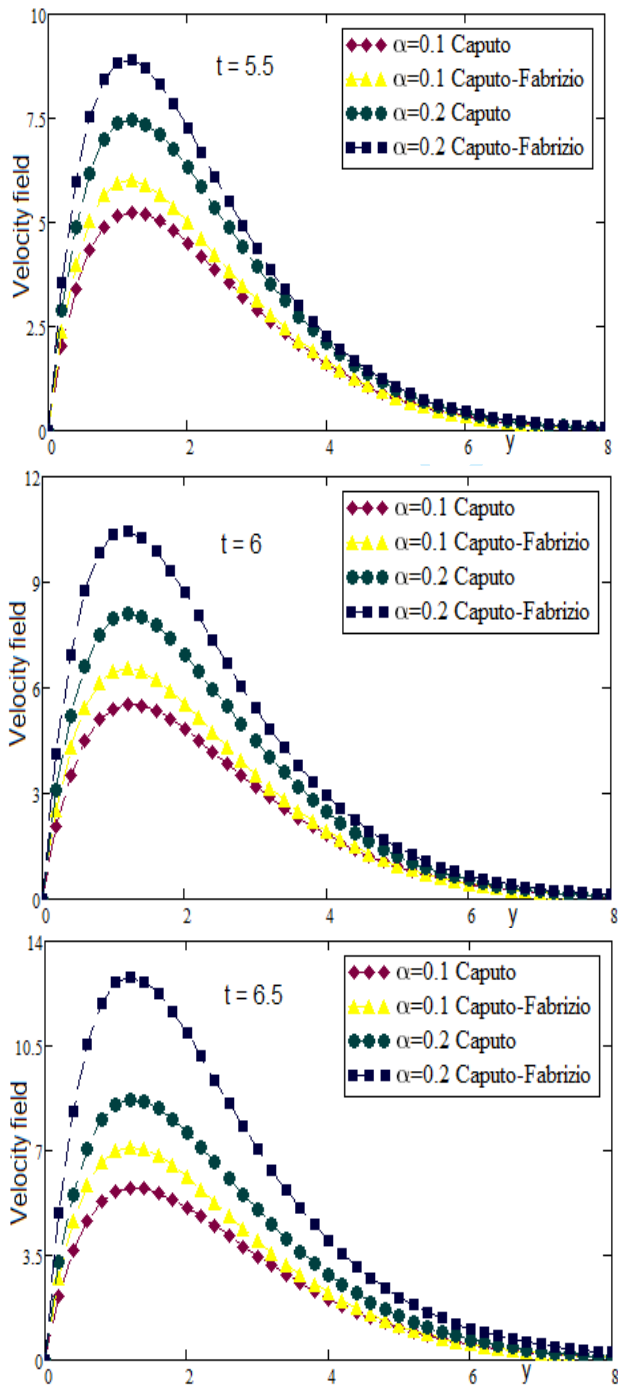 10
t = 5.5
α=0.1 Caputo
α=0.1 Caputo-Fabrizio
α=0.2 Caputo
α=0.2 Caputo-Fabrizio
7.5
5
2.5
0
Velocity field
0
2
4
6
y
8
12
t = 6
α=0.1 Caputo
α=0.1 Caputo-Fabrizio
α=0.2 Caputo
α=0.2 Caputo-Fabrizio
9
6
3
0
Velocity field
0
2
4
6
y
8
14
t = 6.5
α=0.1 Caputo
α=0.1 Caputo-Fabrizio
α=0.2 Caputo
α=0.2 Caputo-Fabrizio
10.5
7
3.5
0
Velocity field
0
2
4
6
y
8